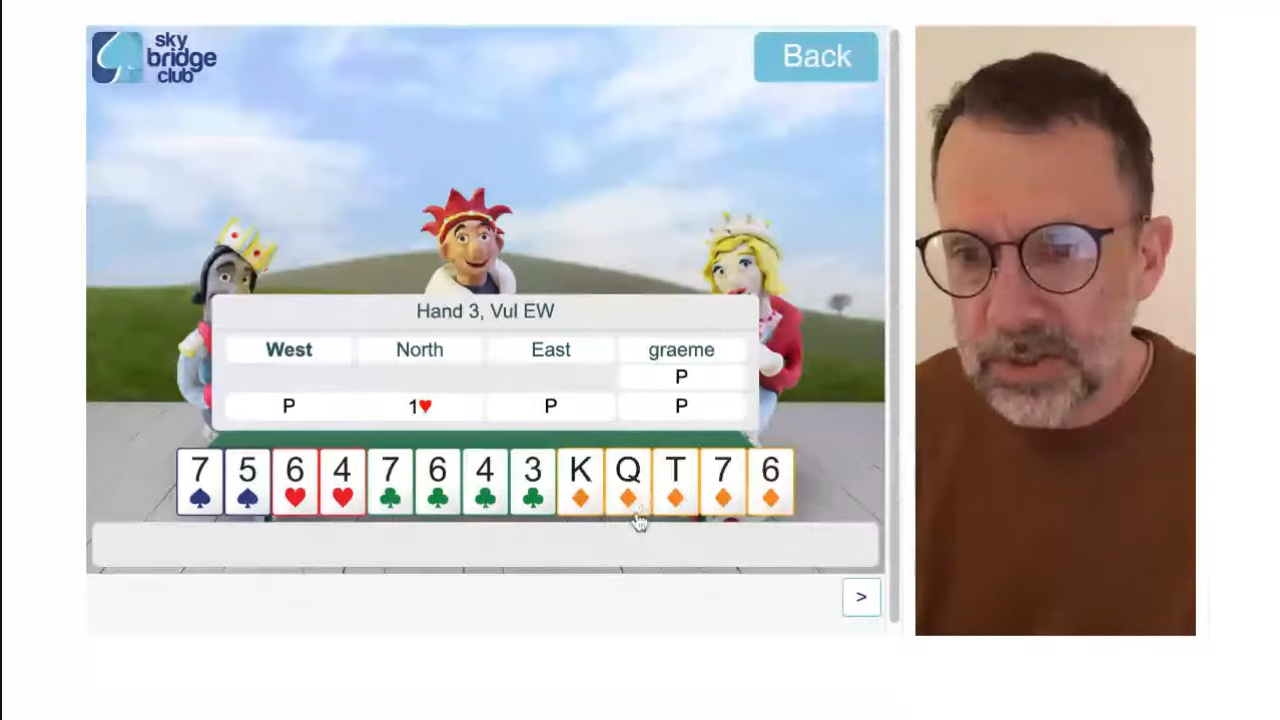 sky
bridge
club
Back
Hand 3, Vul EW
West North East graeme
P
P 1♥ P P
7 5 6 4 7 6 4 3 K Q T 7 6
>